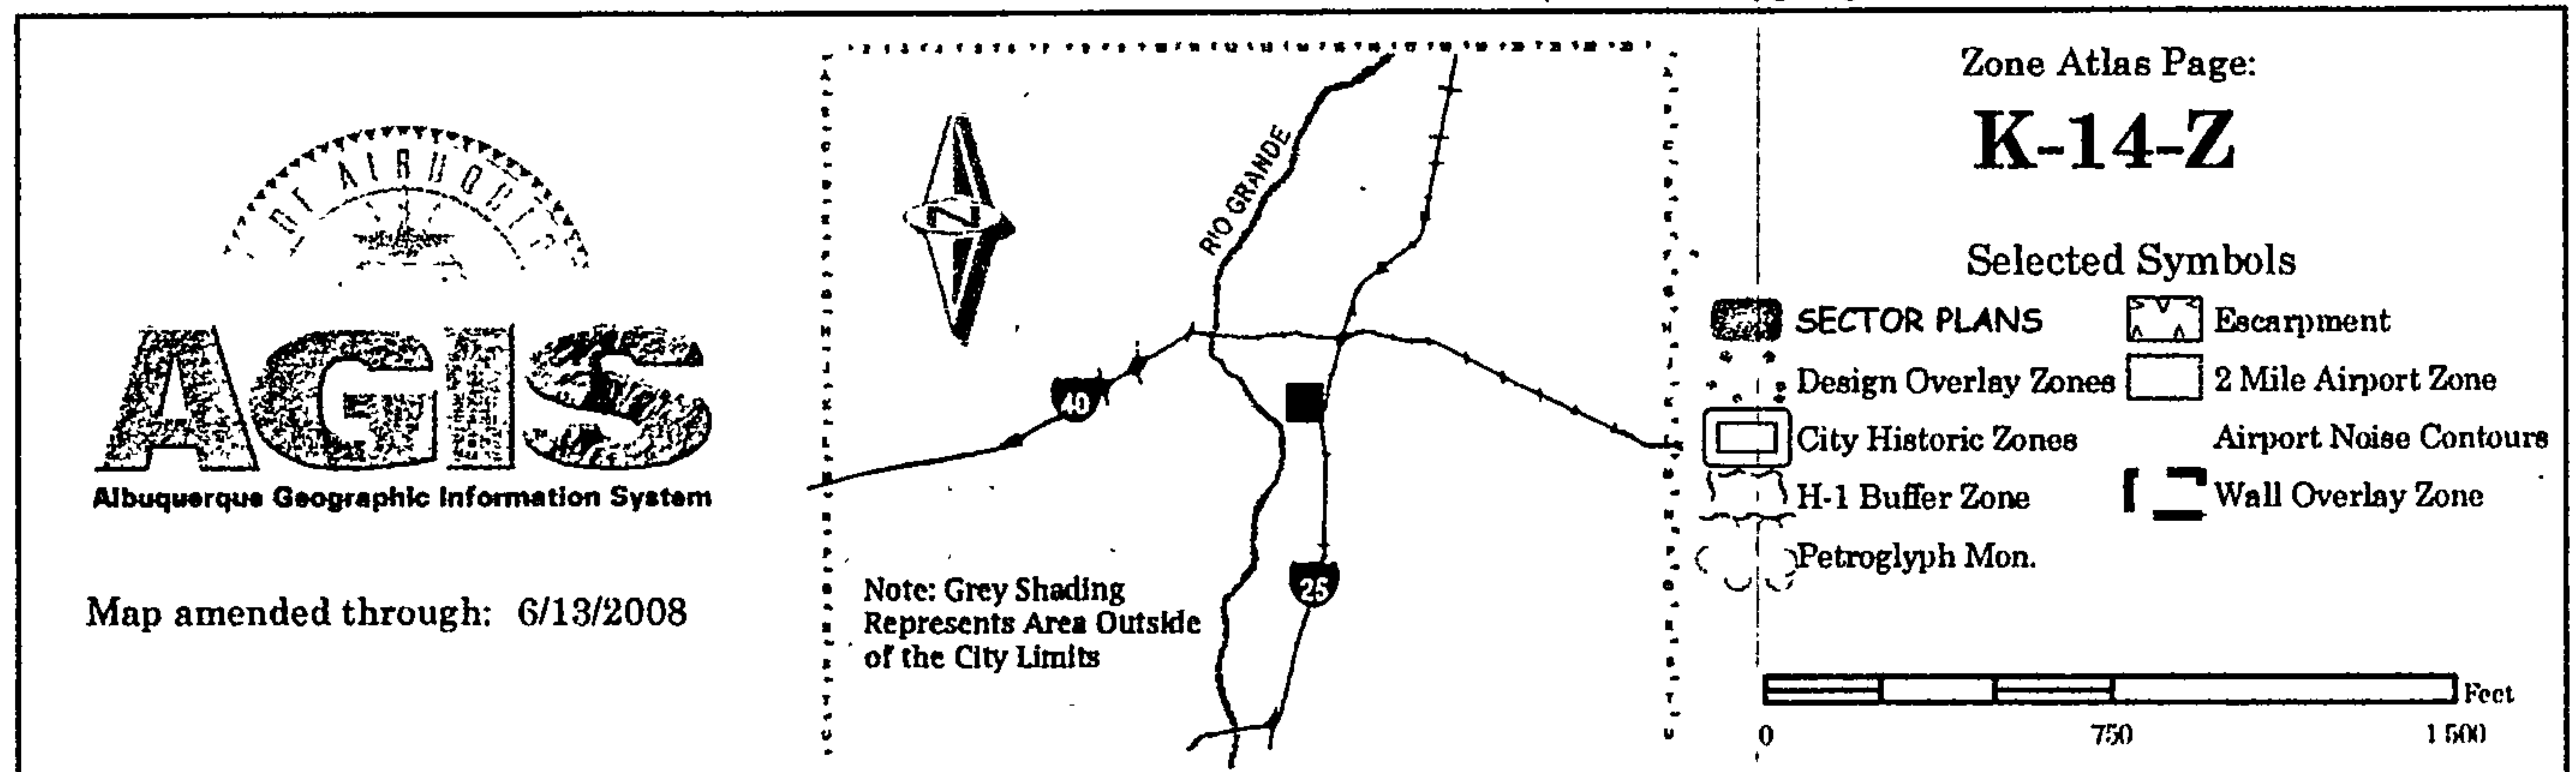 AGIS
Albuquerque Geographic Information System
Map amended through: 6/13/2008
N
RIO GRANDE
40
25
Note: Grey Shading
Represents Area Outside
of the City Limits
Zone Atlas Page:
K-14-Z
Selected Symbols
SECTOR PLANS
Design Overlay Zones
City Historic Zones
H-1 Buffer Zone
Petroglyph Mon.
Escarpment
2 Mile Airport Zone
Airport Noise Contours
Wall Overlay Zone
Feet
0 750 1 500